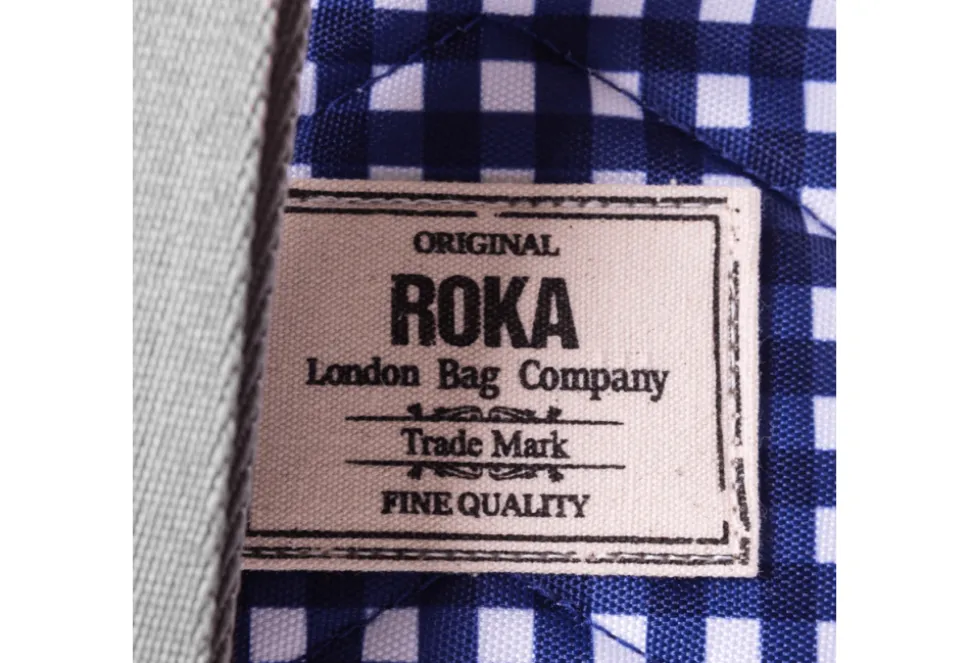 ORIGINAL
ROKA
London Bag Company
Trade Mark
FINE QUALITY